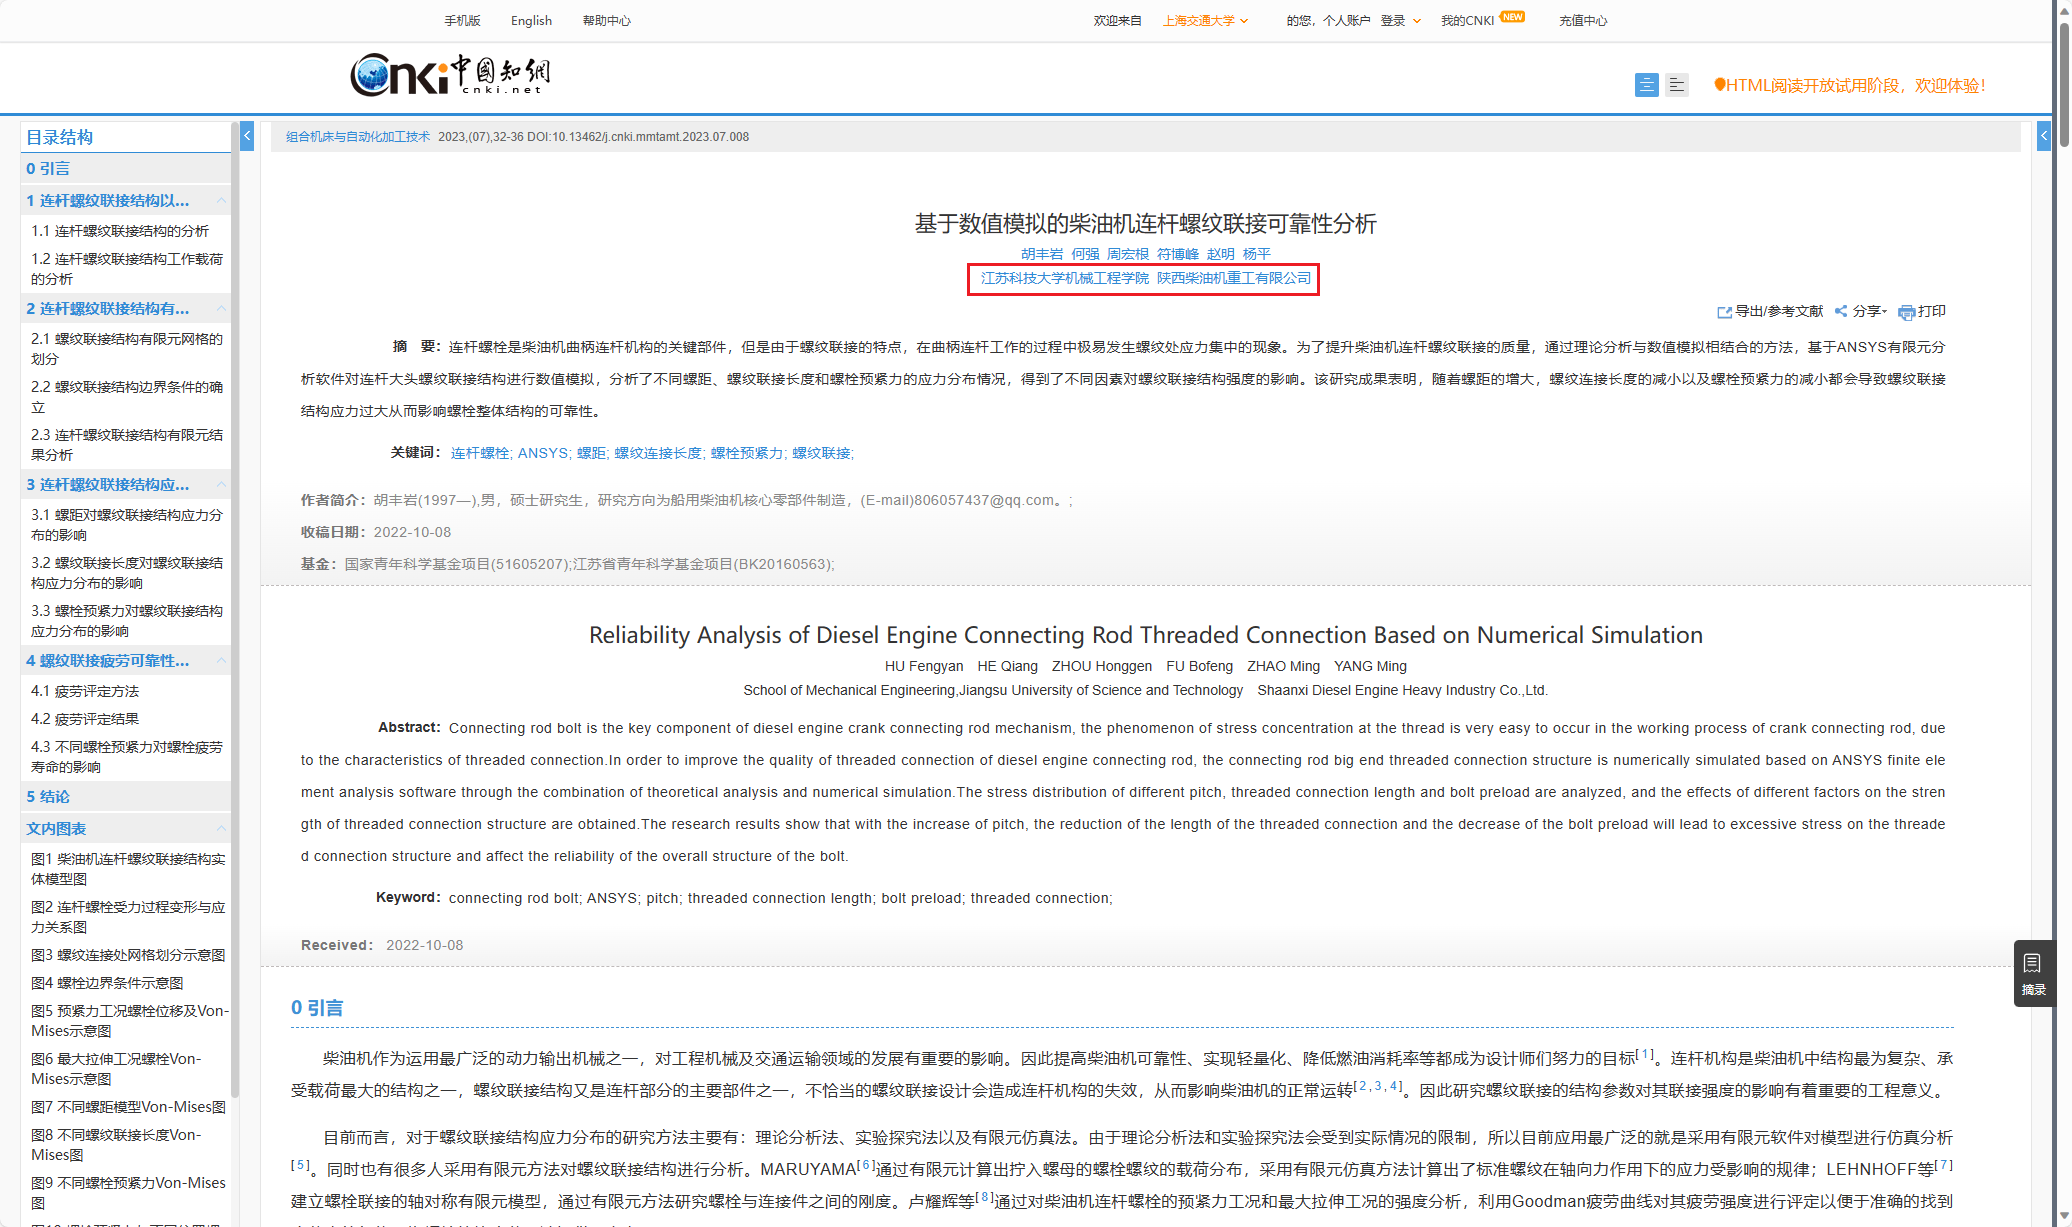 手机版 English 帮助中心 欢迎来自 上海交通大学 的您，个人账户 登录 我的CNKI NEW 充值中心
Cnki 中國知網
cnki.net
HTML阅读开放试用阶段，欢迎体验！
目录结构
0 引言
1 连杆螺纹联接结构以...
1.1 连杆螺纹联接结构的分析
1.2 连杆螺纹联接结构工作载荷
的分析
2 连杆螺纹联接结构有...
2.1 螺纹联接结构有限元网格的
划分
2.2 螺纹联接结构边界条件的确
立
2.3 连杆螺纹联接结构有限元结
果分析
3 连杆螺纹联接结构应...
3.1 螺距对螺纹联接结构应力分
布的影响
3.2 螺纹联接长度对螺纹联接结
构应力分布的影响
3.3 螺栓预紧力对螺纹联接结构
应力分布的影响
4 螺纹联接疲劳可靠性...
4.1 疲劳评定方法
4.2 疲劳评定结果
4.3 不同螺栓预紧力对螺栓疲劳
寿命的影响
5 结论
文内图表
图1 柴油机连杆螺纹联接结构实
体模型图
图2 连杆螺栓受力过程变形与应
力关系图
图3 螺纹连接处网格划分示意图
图4 螺栓边界条件示意图
图5 预紧力工况螺栓位移及Von-
Mises示意图
图6 最大拉伸工况螺栓Von-
Mises示意图
图7 不同螺距模型Von-Mises图
图8 不同螺纹联接长度Von-
Mises图
图9 不同螺栓预紧力Von-Mises
图
组合机床与自动化加工技术 2023,(07),32-36 DOI:10.13462/j.cnki.mmtamt.2023.07.008
基于数值模拟的柴油机连杆螺纹联接可靠性分析
胡丰岩 何强 周宏根 符博峰 赵明 杨平
江苏科技大学机械工程学院 陕西柴油机重工有限公司
导出/参考文献 分享 打印
摘 要：连杆螺栓是柴油机曲柄连杆机构的关键部件，但是由于螺纹联接的特点，在曲柄连杆工作的过程中极易发生螺纹处应力集中的现象。为了提升柴油机连杆螺纹联接的质量，通过理论分析与数值模拟相结合的方法，基于ANSYS有限元分
析软件对连杆大头螺纹联接结构进行数值模拟，分析了不同螺距、螺纹联接长度和螺栓预紧力的应力分布情况，得到了不同因素对螺纹联接结构强度的影响。该研究成果表明，随着螺距的增大，螺纹连接长度的减小以及螺栓预紧力的减小都会导致螺纹联接
结构应力过大从而影响螺栓整体结构的可靠性。
关键词：连杆螺栓; ANSYS; 螺距; 螺纹连接长度; 螺栓预紧力; 螺纹联接;
作者简介：胡丰岩(1997—),男，硕士研究生，研究方向为船用柴油机核心零部件制造，(E-mail)806057437@qq.com。;
收稿日期：2022-10-08
基金：国家青年科学基金项目(51605207);江苏省青年科学基金项目(BK20160563);
Reliability Analysis of Diesel Engine Connecting Rod Threaded Connection Based on Numerical Simulation
HU Fengyan HE Qiang ZHOU Honggen FU Bofeng ZHAO Ming YANG Ming
School of Mechanical Engineering,Jiangsu University of Science and Technology Shaanxi Diesel Engine Heavy Industry Co.,Ltd.
Abstract：Connecting rod bolt is the key component of diesel engine crank connecting rod mechanism, the phenomenon of stress concentration at the thread is very easy to occur in the working process of crank connecting rod, due
to the characteristics of threaded connection.In order to improve the quality of threaded connection of diesel engine connecting rod, the connecting rod big end threaded connection structure is numerically simulated based on ANSYS finite ele
ment analysis software through the combination of theoretical analysis and numerical simulation.The stress distribution of different pitch, threaded connection length and bolt preload are analyzed, and the effects of different factors on the stren
gth of threaded connection structure are obtained.The research results show that with the increase of pitch, the reduction of the length of the threaded connection and the decrease of the bolt preload will lead to excessive stress on the threade
d connection structure and affect the reliability of the overall structure of the bolt.
Keyword：connecting rod bolt; ANSYS; pitch; threaded connection length; bolt preload; threaded connection;
Received： 2022-10-08
0 引言
柴油机作为运用最广泛的动力输出机械之一，对工程机械及交通运输领域的发展有重要的影响。因此提高柴油机可靠性、实现轻量化、降低燃油消耗率等都成为设计师们努力的目标[1]。连杆机构是柴油机中结构最为复杂、承
受载荷最大的结构之一，螺纹联接结构又是连杆部分的主要部件之一，不恰当的螺纹联接设计会造成连杆机构的失效，从而影响柴油机的正常运转[2,3,4]。因此研究螺纹联接的结构参数对其联接强度的影响有着重要的工程意义。
目前而言，对于螺纹联接结构应力分布的研究方法主要有：理论分析法、实验探究法以及有限元仿真法。由于理论分析法和实验探究法会受到实际情况的限制，所以目前应用最广泛的就是采用有限元软件对模型进行仿真分析
[5]。同时也有很多人采用有限元方法对螺纹联接结构进行分析。MARUYAMA[6]通过有限元计算出拧入螺母的螺栓螺纹的载荷分布，采用有限元仿真方法计算出了标准螺纹在轴向力作用下的应力受影响的规律；LEHNHOFF等[7]
建立螺栓联接的轴对称有限元模型，通过有限元方法研究螺栓与连接件之间的刚度。卢耀辉等[8]通过对柴油机连杆螺栓的预紧力工况和最大拉伸工况的强度分析，利用Goodman疲劳曲线对其疲劳强度进行评定以便于准确的找到
摘录